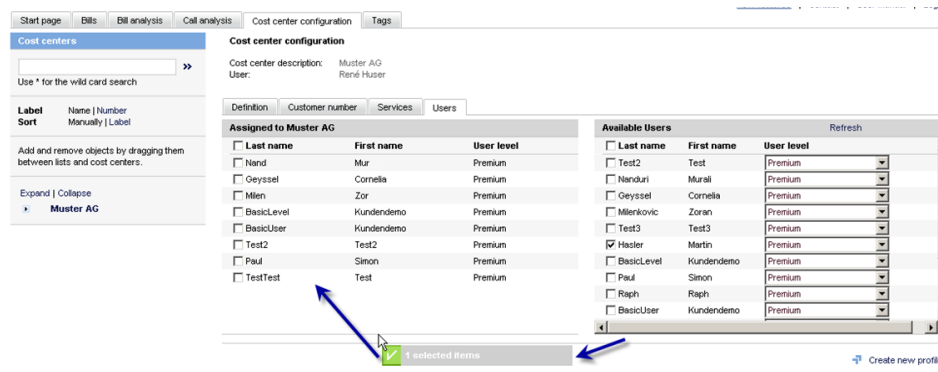 Start page Bills Bill analysis Call analysis Cost center configuration Tags
Cost centers
Use * for the wild card search
Label Name | Number
Sort Manually | Label
Add and remove objects by dragging them
between lists and cost centers.
Expand | Collapse
Muster AG
Cost center configuration
Cost center description: Muster AG
User: René Huser
Definition Customer number Services Users
Assigned to Muster AG
Last name First name User level
Nand Mur Premium
Geyssel Cornelia Premium
Milen Zor Premium
BasicLevel Kundendemo Premium
BasicUser Kundendemo Premium
Test2 Test2 Premium
Paul Simon Premium
TestTest Test Premium
Available Users Refresh
Last name First name User level
Test2 Test Premium
Nanduri Murali Premium
Geyssel Cornelia Premium
Milenkovic Zoran Premium
Test3 Test3 Premium
Hasler Martin Premium
BasicLevel Kundendemo Premium
Paul Simon Premium
Raph Raph Premium
BasicUser Kundendemo Premium
1 selected items
Create new profil